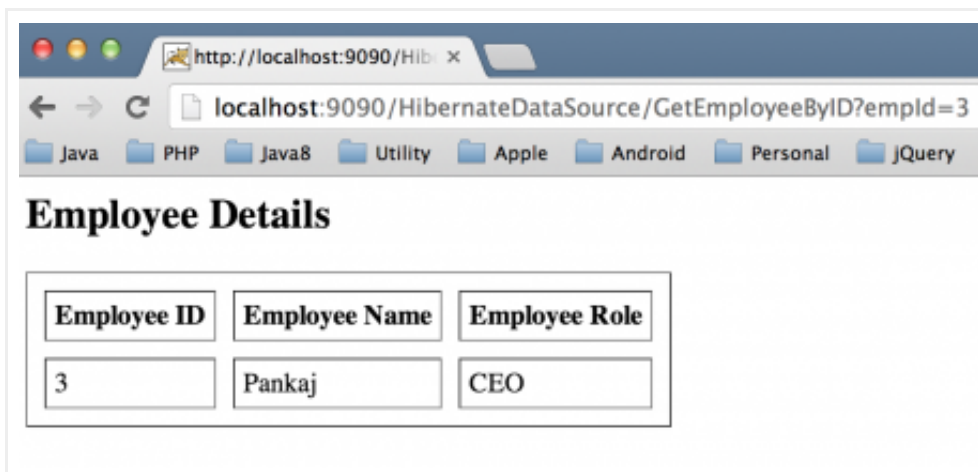 http://localhost:9090/Hib
localhost:9090/HibernateDataSource/GetEmployeeByID?empId=3
Java PHP Java8 Utility Apple Android Personal jQuery
Employee Details
Employee ID Employee Name Employee Role
3 Pankaj CEO